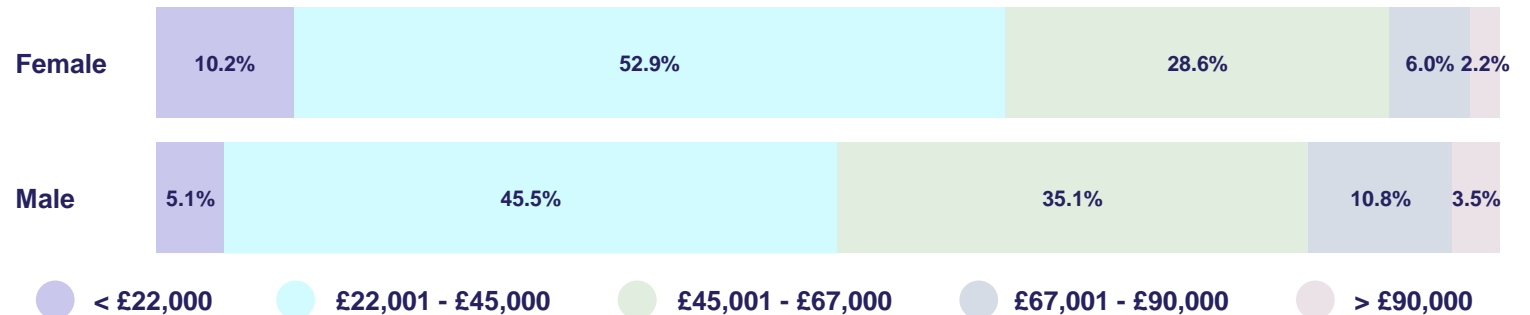 Female 10.2% 52.9% 28.6% 6.0% 2.2%
Male 5.1% 45.5% 35.1% 10.8% 3.5%
< £22,000 £22,001 - £45,000 £45,001 - £67,000 £67,001 - £90,000 > £90,000